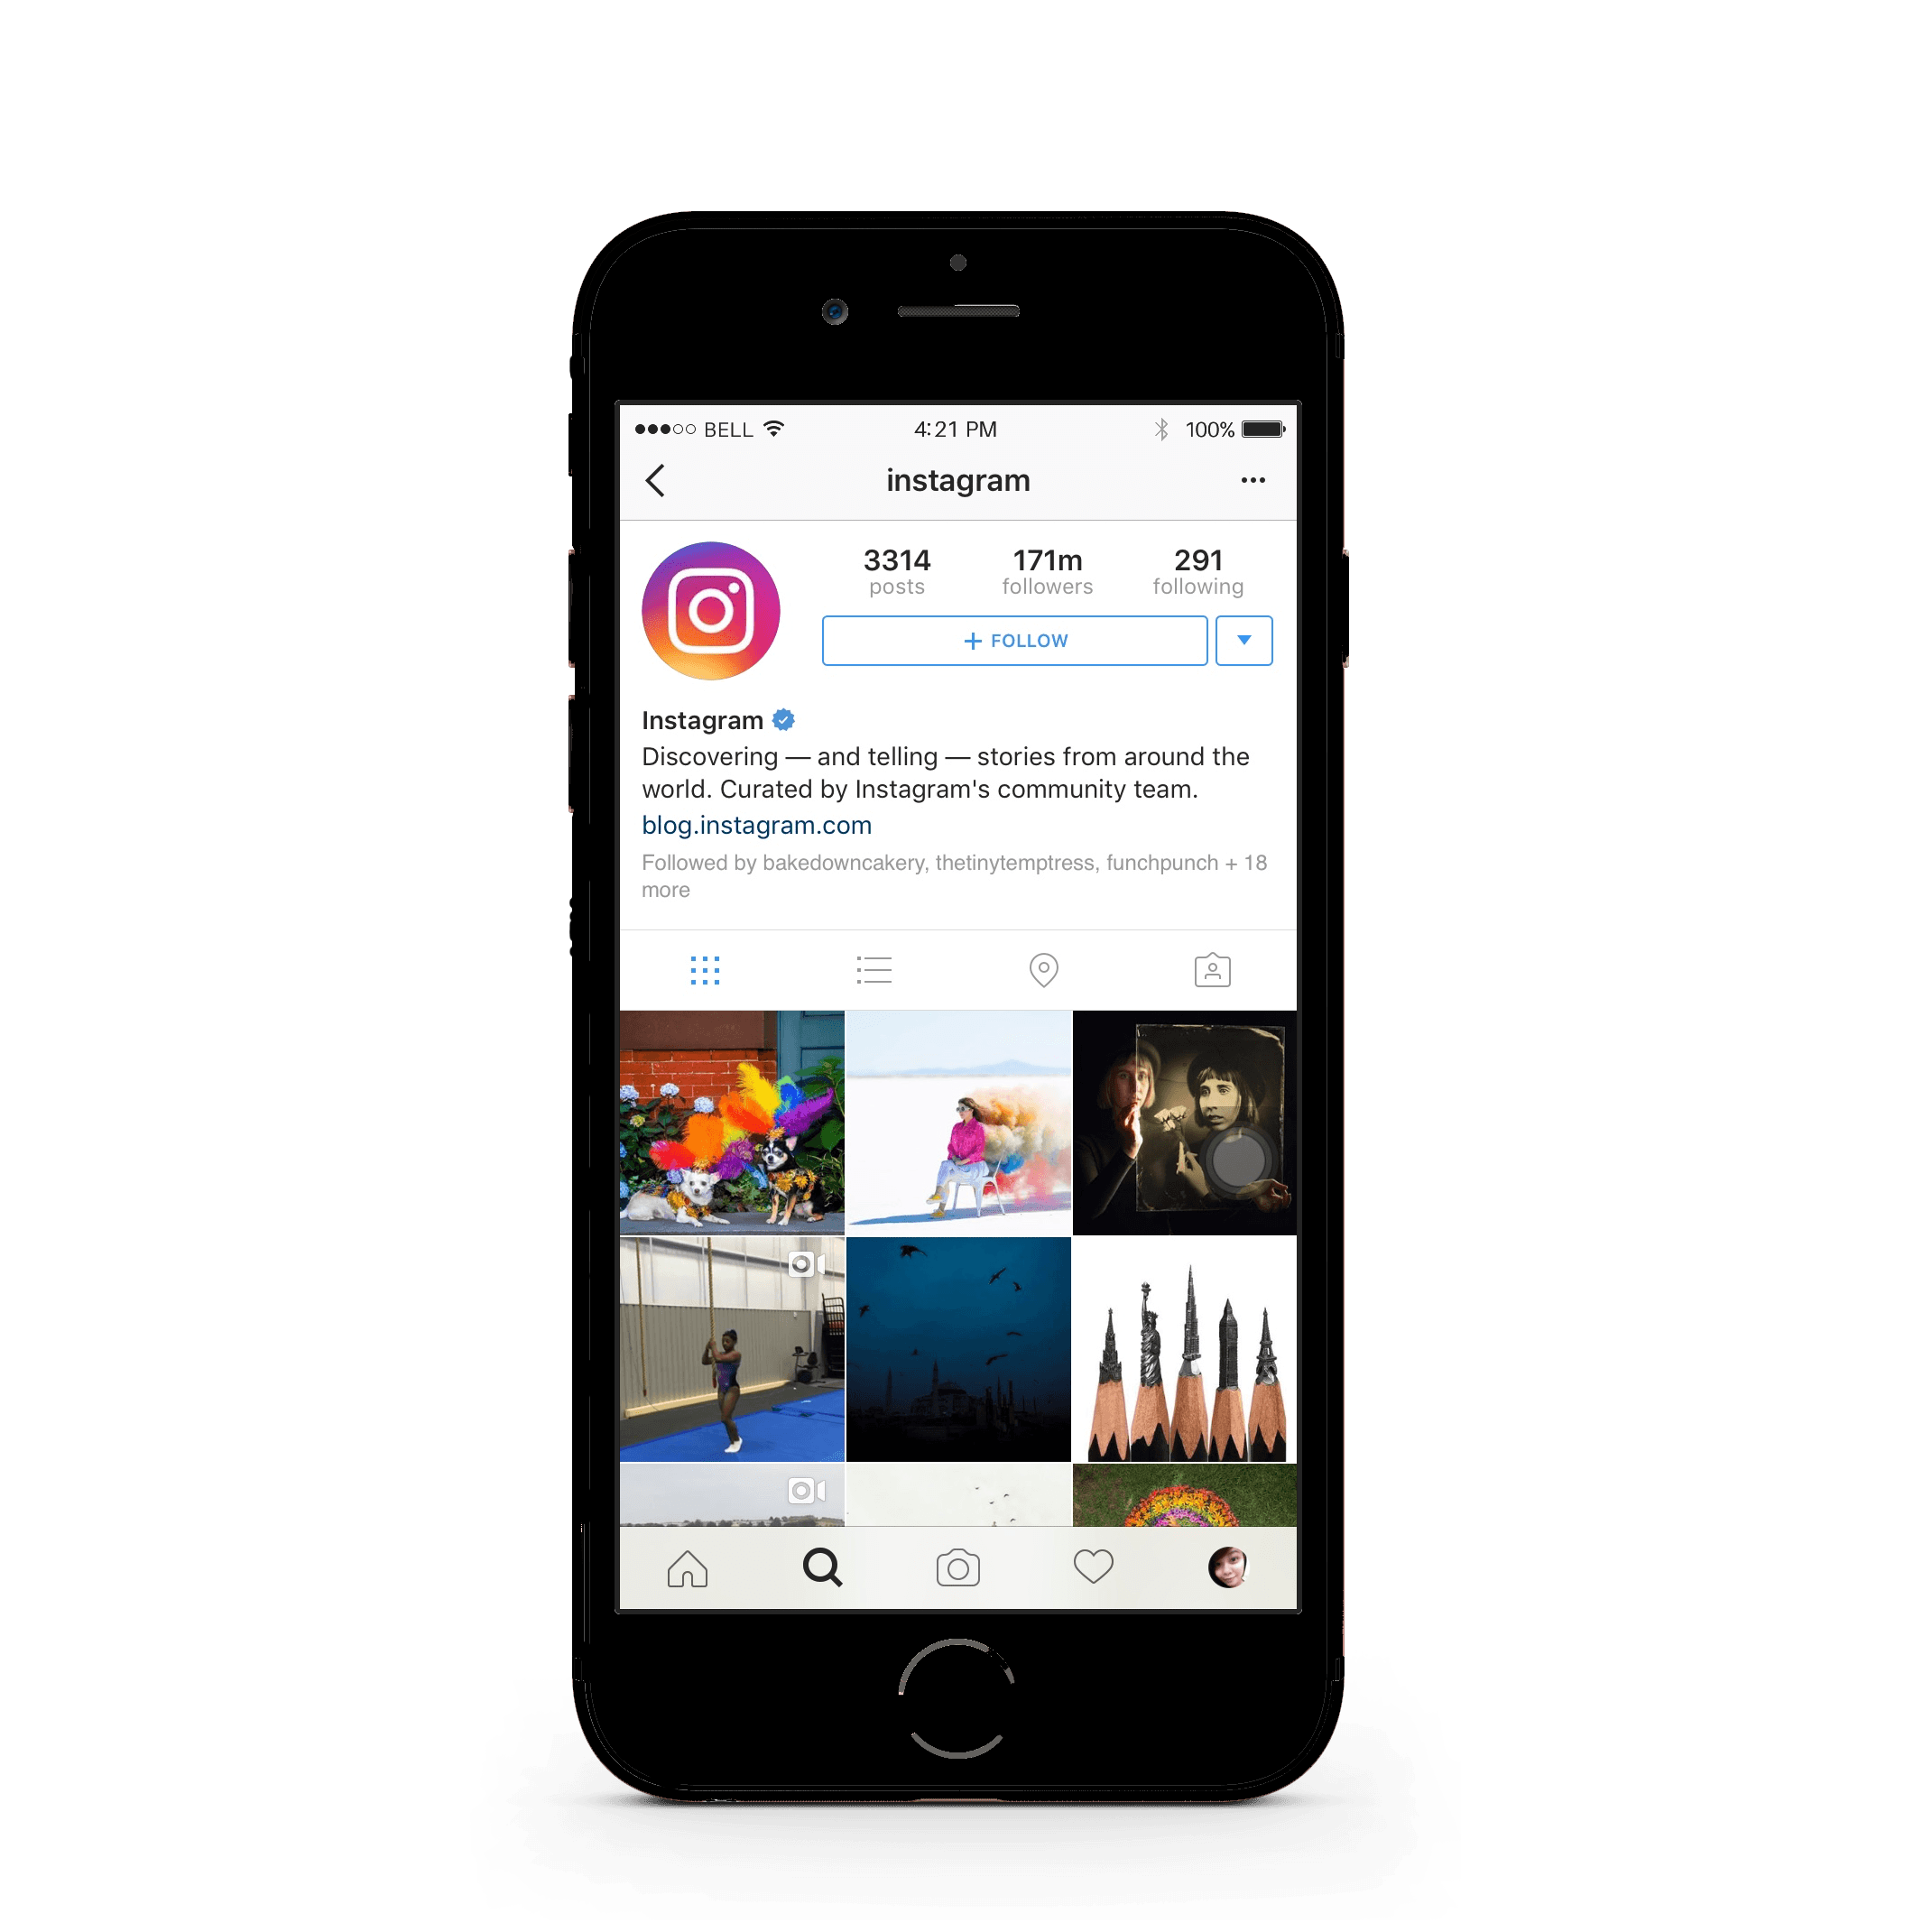 BELL 4:21 PM 100%
instagram
3314 171m 291
posts followers following
+ FOLLOW
Instagram
Discovering — and telling — stories from around the
world. Curated by Instagram's community team.
blog.instagram.com
Followed by bakedowncakery, thetinytemptress, funchpunch + 18
more